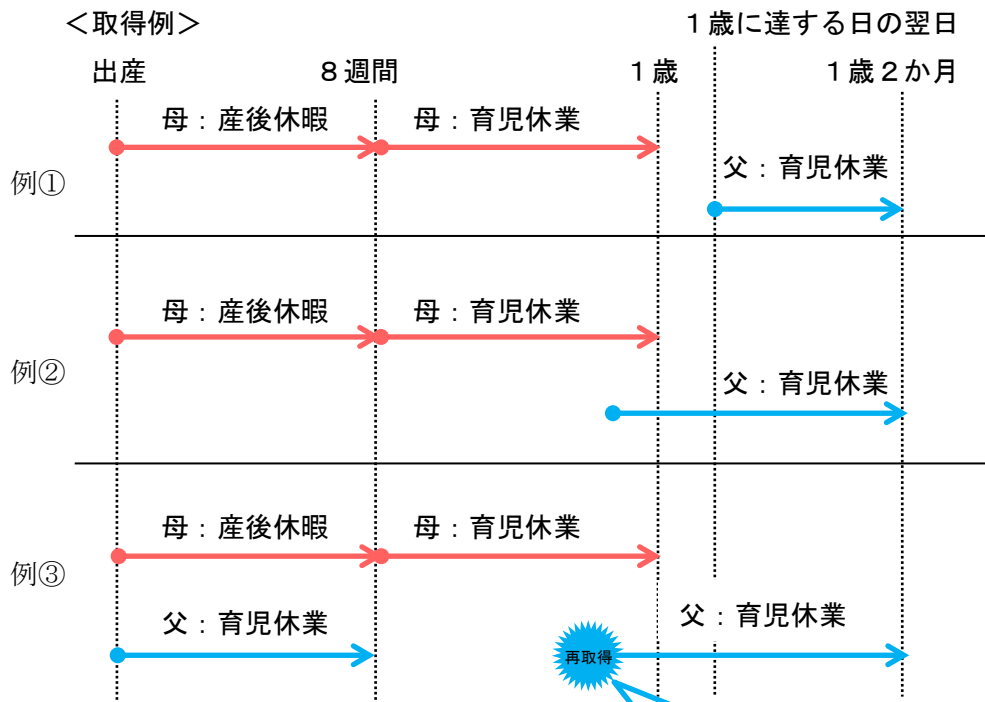 ＜取得例＞
１歳に達する日の翌日
出産 ８週間 １歳 １歳２か月
母：産後休暇 母：育児休業
例①
父：育児休業
母：産後休暇 母：育児休業
例②
父：育児休業
母：産後休暇 母：育児休業
例③
父：育児休業 父：育児休業
再取得